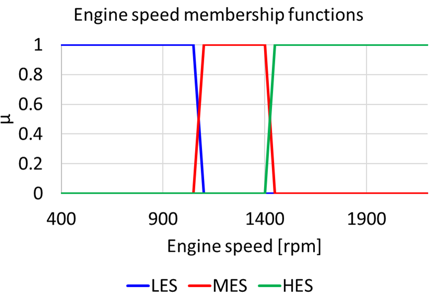 Engine speed membership functions
1
0.8
0.6
0.4
0.2
0
μ
400 900 1400 1900
Engine speed [rpm]
LES MES HES